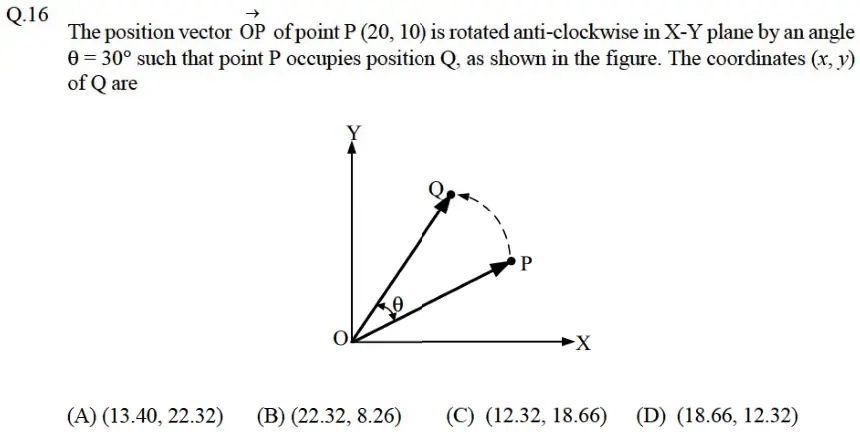 Q.16
The position vector →OP of point P (20, 10) is rotated anti-clockwise in X-Y plane by an angle
θ = 30° such that point P occupies position Q, as shown in the figure. The coordinates (x, y)
of Q are
Y
Q
P
θ
O
X
(A) (13.40, 22.32) (B) (22.32, 8.26) (C) (12.32, 18.66) (D) (18.66, 12.32)